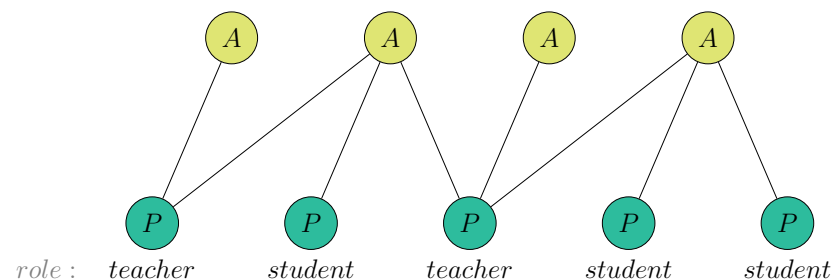 A A A A
P P P P P
role : teacher student teacher student student